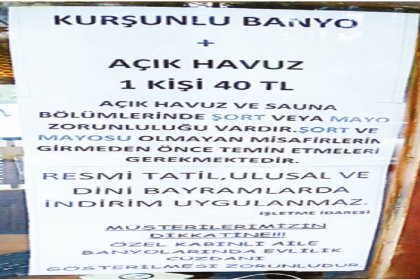 KURŞUNLU BANYO
+
AÇIK HAVUZ
1 KİŞİ 40 TL
AÇIK HAVUZ VE SAUNA
BÖLÜMLERİNDE ŞORT VEYA MAYO
ZORUNLULUĞU VARDIR.ŞORT VE
MAYOSU OLMAYAN MİSAFİRLERİN
GİRMEDEN ÖNCE TEMİN ETMELERİ
GEREKMEKTEDİR.
RESMİ TATİL,ULUSAL VE
DİNİ BAYRAMLARDA
İNDİRİM UYGULANMAZ.
İŞLETME İDARESİ
MÜŞTERİLERİMİZİN
DİKKATİNE!!!
ÖZEL KABİNLİ AİLE
BANYOLARINDA EVLİLİK
CÜZDANI
GÖSTERİLMESİ ZORUNLUDUR